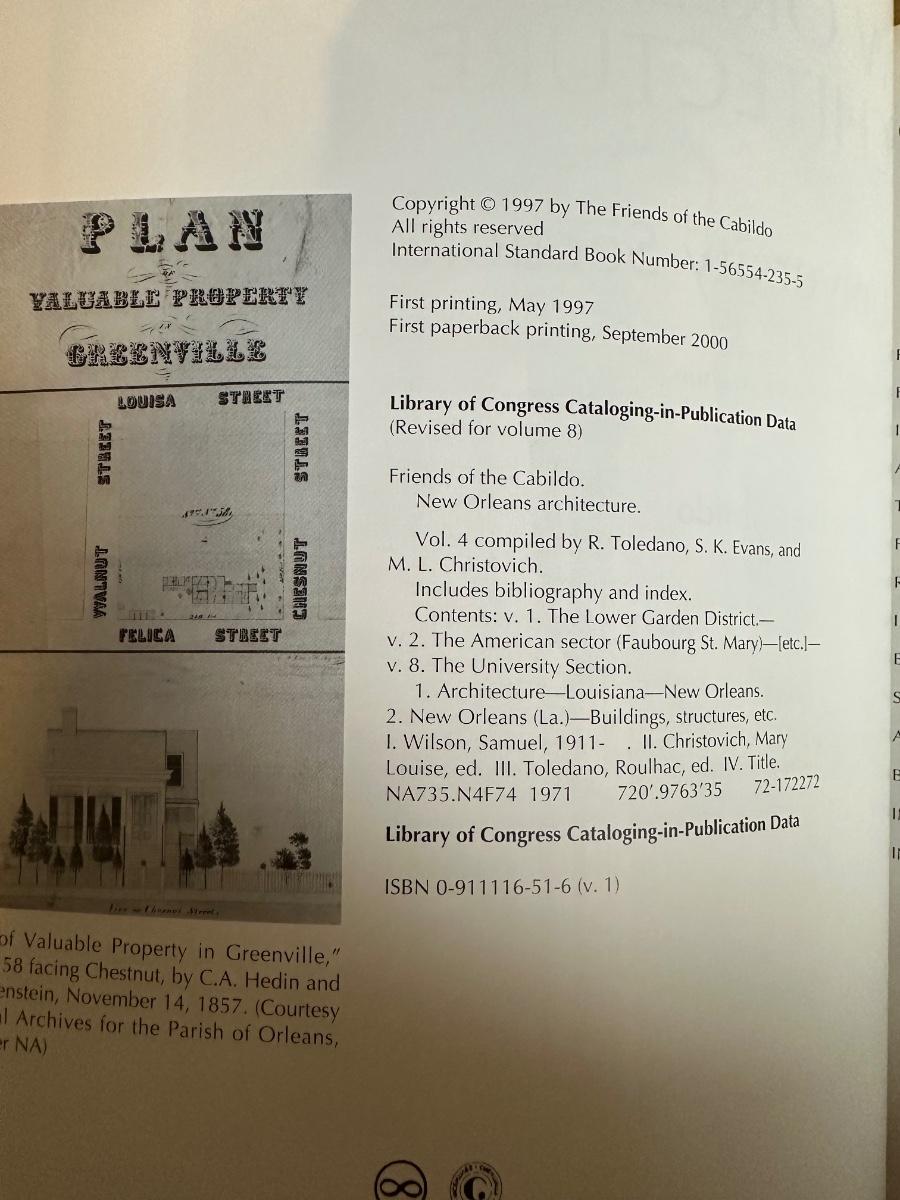 PLAN
OF
VALUABLE PROPERTY
IN
GREENVILLE
LOUISA STREET
WALNUT STREET
CHESNUT STREET
FELICA STREET
View on Chesnut Street.
of Valuable Property in Greenville,"
58 facing Chestnut, by C.A. Hedin and
enstein, November 14, 1857. (Courtesy
l Archives for the Parish of Orleans,
er NA)
Copyright © 1997 by The Friends of the Cabildo
All rights reserved
International Standard Book Number: 1-56554-235-5
First printing, May 1997
First paperback printing, September 2000
Library of Congress Cataloging-in-Publication Data
(Revised for volume 8)
Friends of the Cabildo.
New Orleans architecture.
Vol. 4 compiled by R. Toledano, S. K. Evans, and
M. L. Christovich.
Includes bibliography and index.
Contents: v. 1. The Lower Garden District.—
v. 2. The American sector (Faubourg St. Mary)—[etc.]—
v. 8. The University Section.
1. Architecture—Louisiana—New Orleans.
2. New Orleans (La.)—Buildings, structures, etc.
I. Wilson, Samuel, 1911- . II. Christovich, Mary
Louise, ed. III. Toledano, Roulhac, ed. IV. Title.
NA735.N4F74 1971 720'.9763'35 72-172272
Library of Congress Cataloging-in-Publication Data
ISBN 0-911116-51-6 (v. 1)